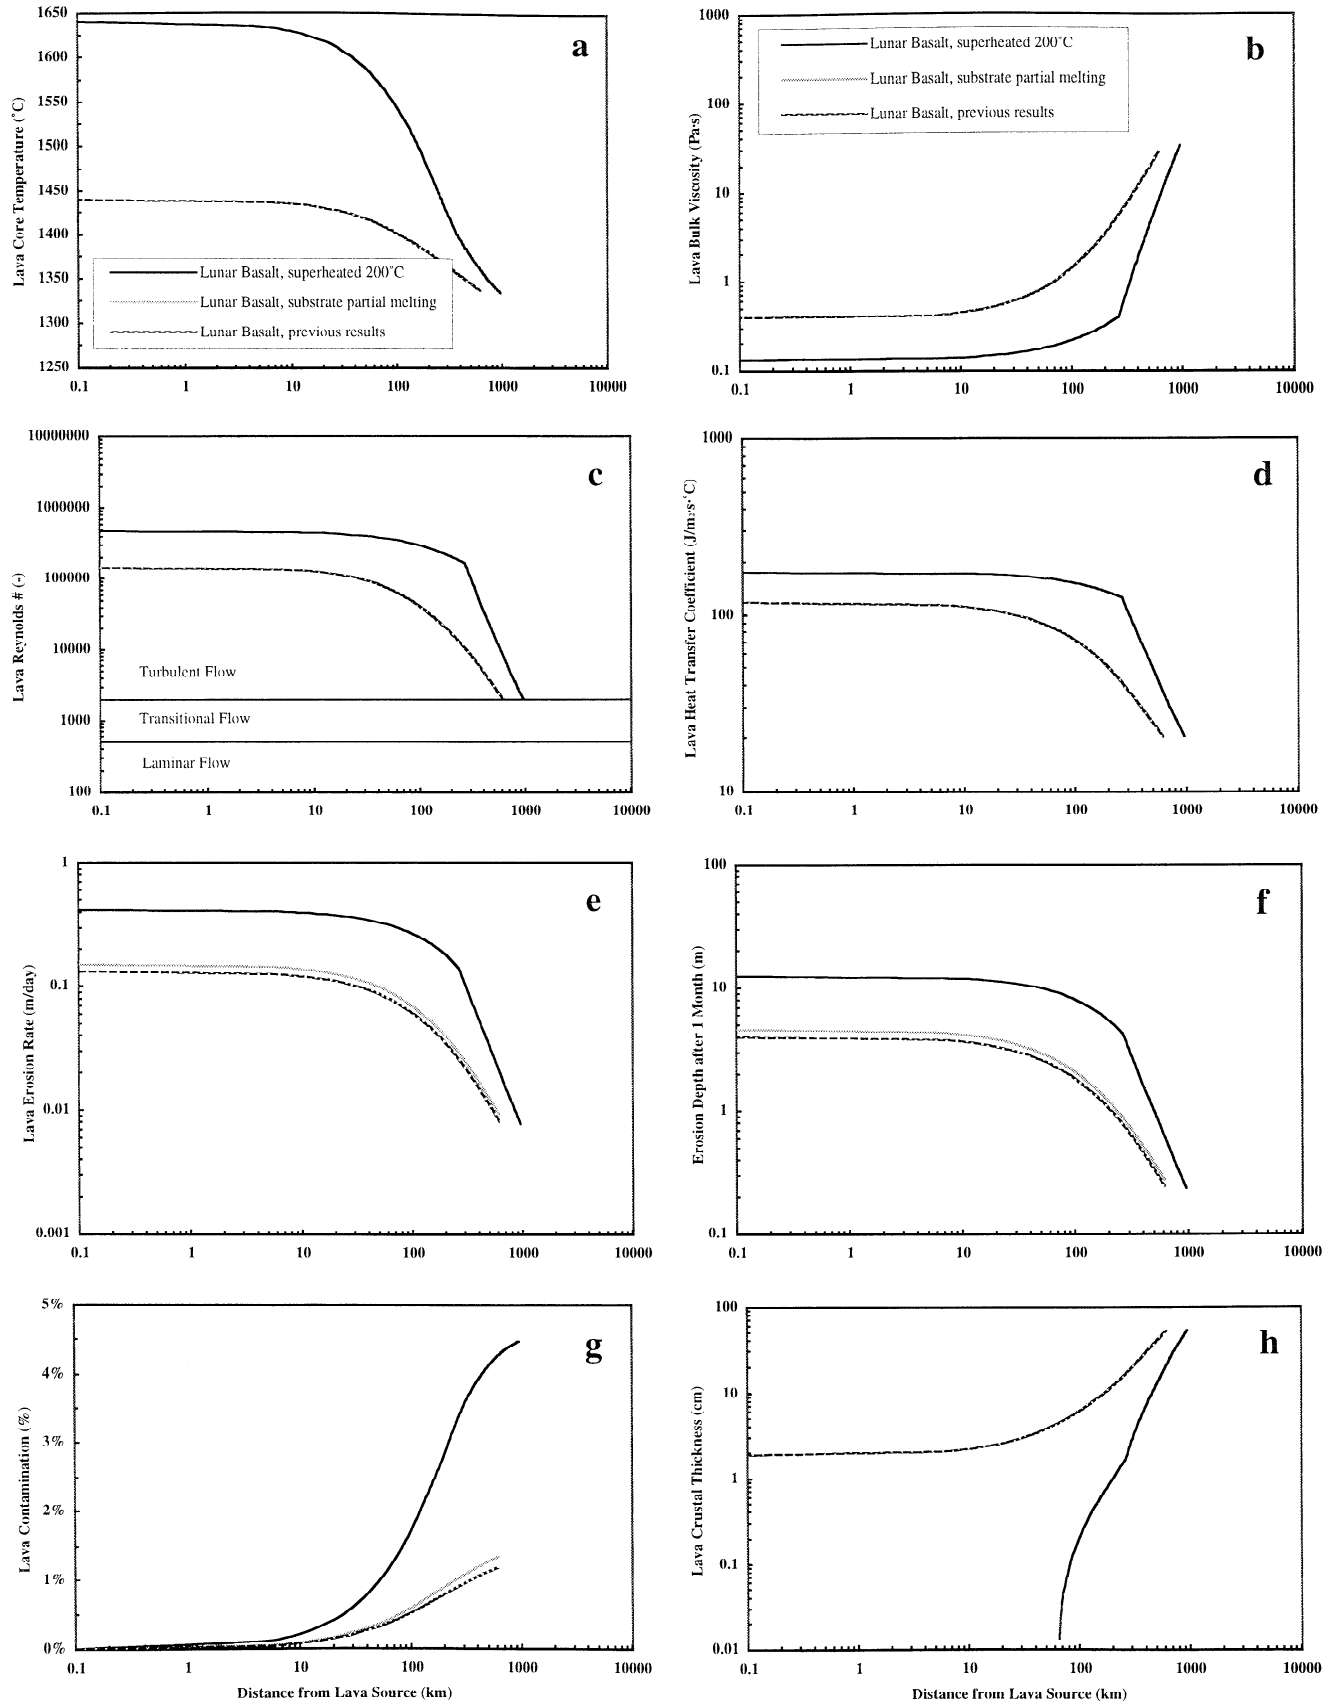 a
Lava Core Temperature (°C)
1650
1600
1550
1500
1450
1400
1350
1300
1250
Lunar Basalt, superheated 200°C
Lunar Basalt, substrate partial melting
Lunar Basalt, previous results
0.1 1 10 100 1000 10000
b
Lava Bulk Viscosity (Pa·s)
1000
100
10
1
0.1
Lunar Basalt, superheated 200°C
Lunar Basalt, substrate partial melting
Lunar Basalt, previous results
0.1 1 10 100 1000 10000
c
Lava Reynolds # (-)
10000000
1000000
100000
10000
1000
100
Turbulent Flow
Transitional Flow
Laminar Flow
0.1 1 10 100 1000 10000
d
Lava Heat Transfer Coefficient (J/m²·s·°C)
1000
100
10
0.1 1 10 100 1000 10000
e
Lava Erosion Rate (m/day)
1
0.1
0.01
0.001
0.1 1 10 100 1000 10000
f
Erosion Depth after 1 Month (m)
100
10
1
0.1
0.1 1 10 100 1000 10000
g
Lava Contamination (%)
5%
4%
3%
2%
1%
0%
0.1 1 10 100 1000 10000
Distance from Lava Source (km)
h
Lava Crustal Thickness (cm)
100
10
1
0.1
0.01
0.1 1 10 100 1000 10000
Distance from Lava Source (km)